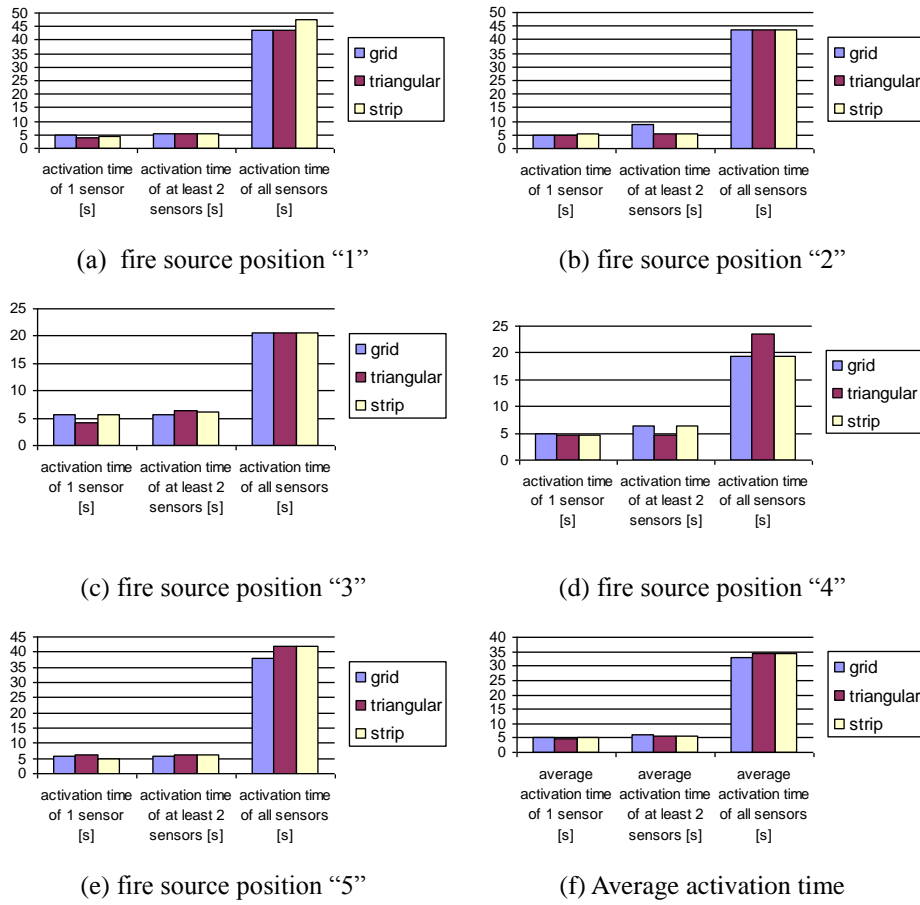 50
45
40
35
30
25
20
15
10
5
0
activation time of 1 sensor [s]
activation time of at least 2 sensors [s]
activation time of all sensors [s]
grid
triangular
strip
(a) fire source position “1”
50
45
40
35
30
25
20
15
10
5
0
activation time of 1 sensor [s]
activation time of at least 2 sensors [s]
activation time of all sensors [s]
grid
triangular
strip
(b) fire source position “2”
25
20
15
10
5
0
activation time of 1 sensor [s]
activation time of at least 2 sensors [s]
activation time of all sensors [s]
grid
triangular
strip
(c) fire source position “3”
25
20
15
10
5
0
activation time of 1 sensor [s]
activation time of at least 2 sensors [s]
activation time of all sensors [s]
grid
triangular
strip
(d) fire source position “4”
45
40
35
30
25
20
15
10
5
0
activation time of 1 sensor [s]
activation time of at least 2 sensors [s]
activation time of all sensors [s]
grid
triangular
strip
(e) fire source position “5”
40
35
30
25
20
15
10
5
0
average activation time of 1 sensor [s]
average activation time of at least 2 sensors [s]
average activation time of all sensors [s]
grid
triangular
strip
(f) Average activation time